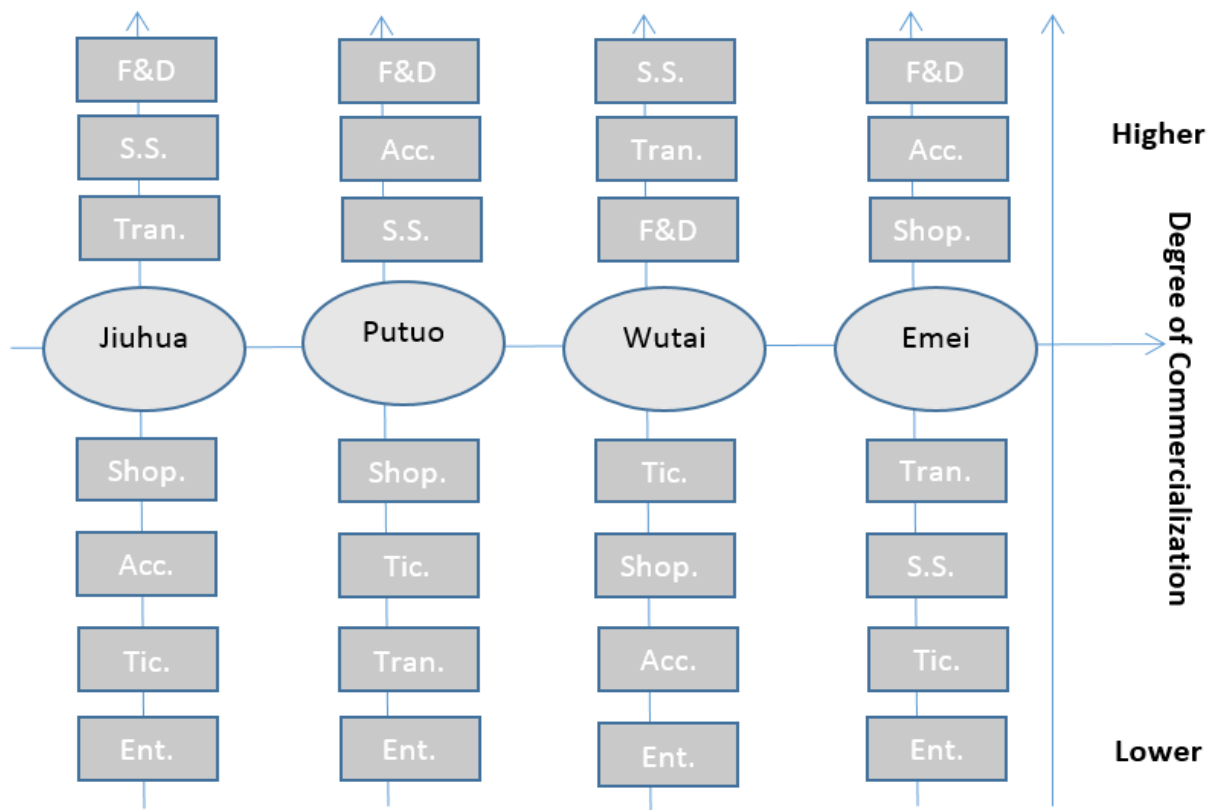 F&D
F&D
S.S.
F&D
S.S.
Acc.
Tran.
Acc.
Higher
Tran.
S.S.
F&D
Shop.
Jiuhua
Putuo
Wutai
Emei
Degree of Commercialization
Shop.
Shop.
Tic.
Tran.
Acc.
Tic.
Shop.
S.S.
Tic.
Tran.
Acc.
Tic.
Ent.
Ent.
Ent.
Ent.
Lower